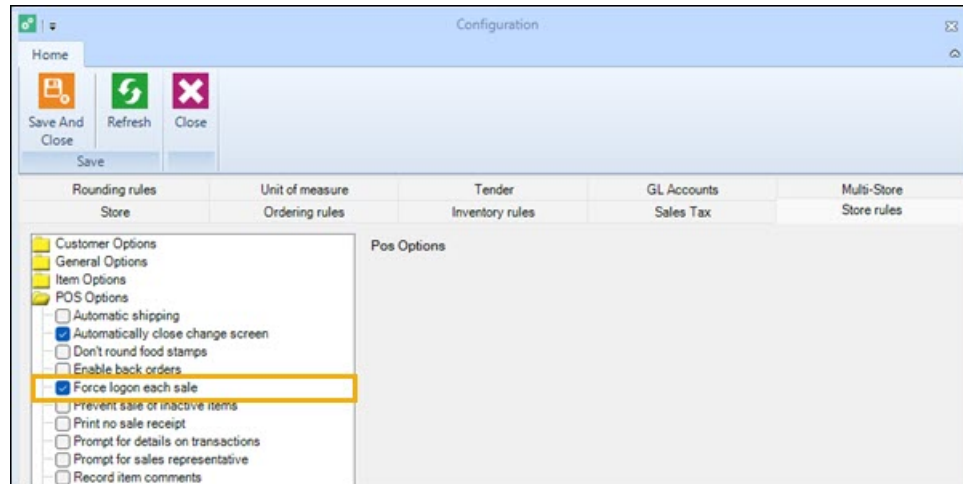 Configuration
Home
Save And Close
Refresh
Close
Save
Rounding rules
Unit of measure
Tender
GL Accounts
Multi-Store
Store
Ordering rules
Inventory rules
Sales Tax
Store rules
Customer Options
General Options
Item Options
POS Options
Automatic shipping
Automatically close change screen
Don't round food stamps
Enable back orders
Force logon each sale
Prevent sale of inactive items
Print no sale receipt
Prompt for details on transactions
Prompt for sales representative
Record item comments
Pos Options